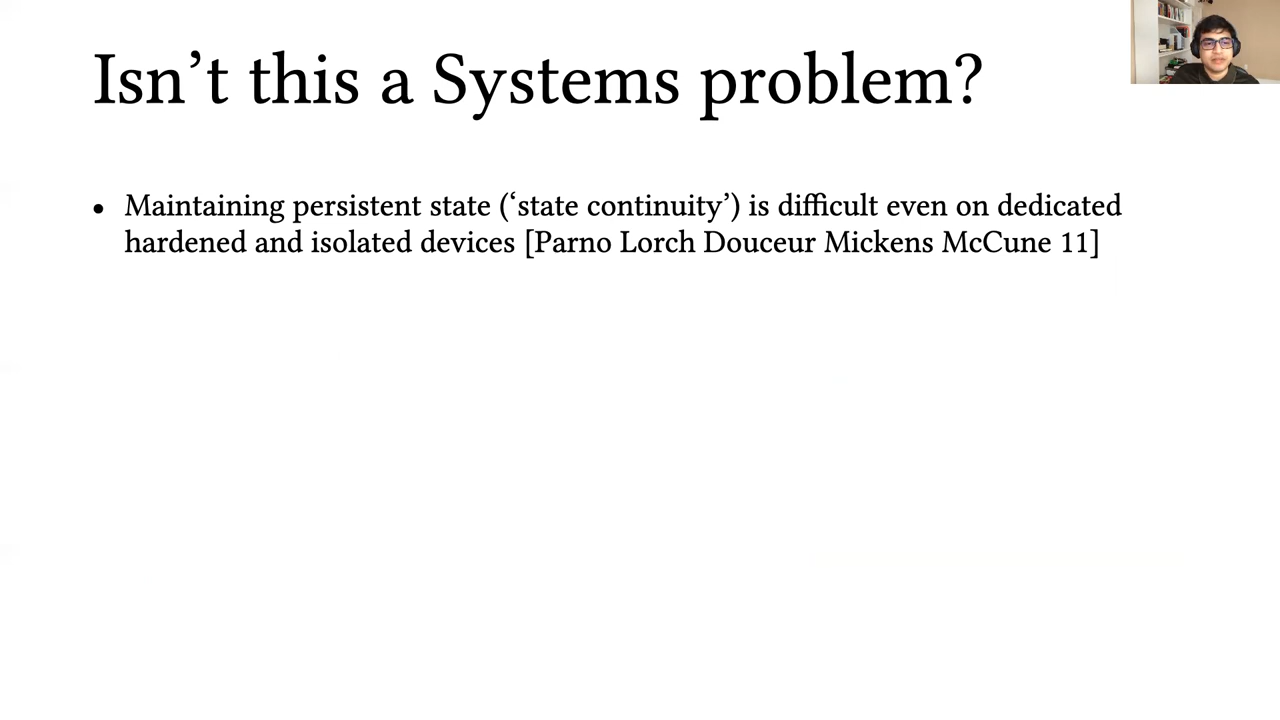 Isn’t this a Systems problem?
• Maintaining persistent state (‘state continuity’) is difficult even on dedicated
hardened and isolated devices [Parno Lorch Douceur Mickens McCune 11]